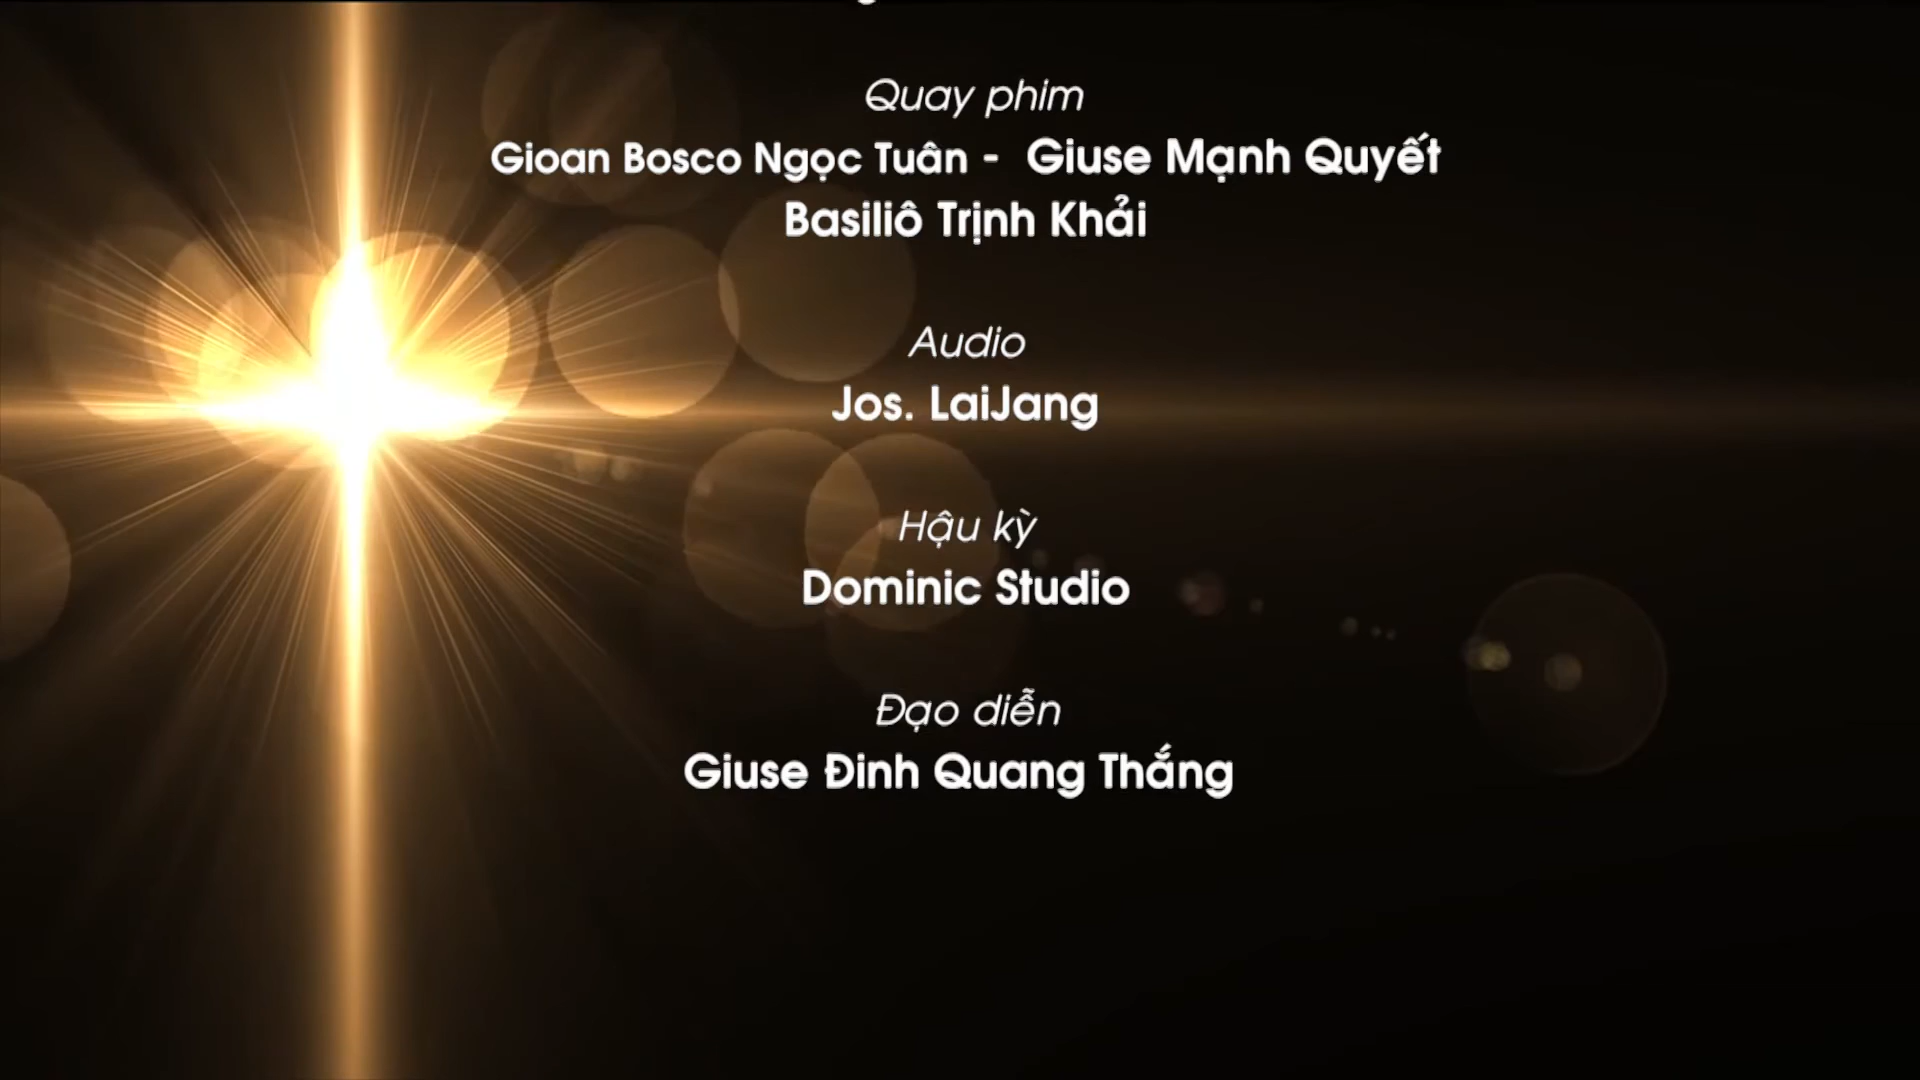 Quay phim
Gioan Bosco Ngọc Tuân - Giuse Mạnh Quyết
Basiliô Trịnh Khải
Audio
Jos. LaiJang
Hậu kỳ
Dominic Studio
Đạo diễn
Giuse Đinh Quang Thắng